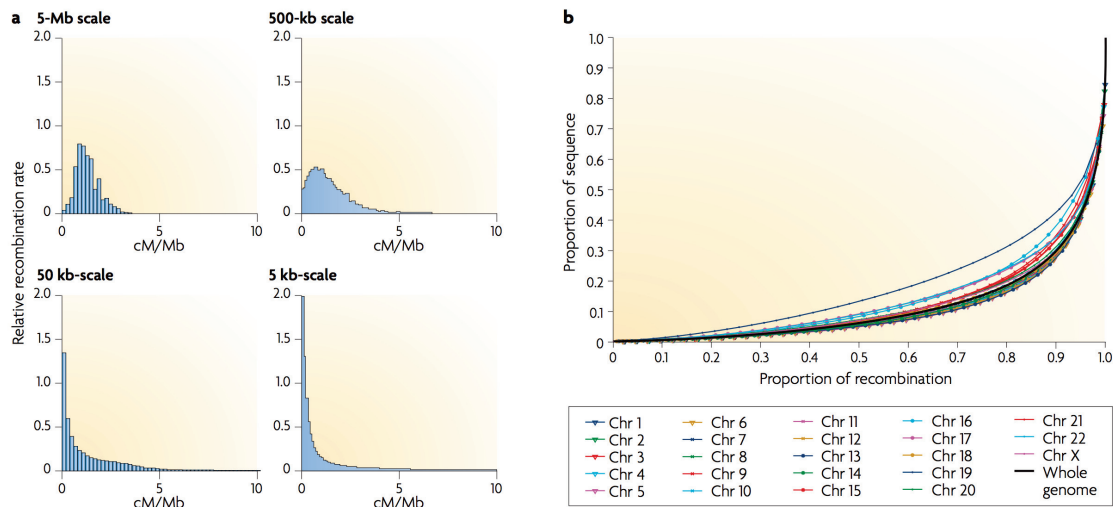 a
5-Mb scale
500-kb scale
2.0
1.5
1.0
0.5
0
0
5
10
cM/Mb
2.0
1.5
1.0
0.5
0
0
5
10
cM/Mb
Relative recombination rate
50 kb-scale
5 kb-scale
2.0
1.5
1.0
0.5
0
0
5
10
cM/Mb
2.0
1.5
1.0
0.5
0
0
5
10
cM/Mb
b
1.0
0.9
0.8
0.7
0.6
0.5
0.4
0.3
0.2
0.1
0
Proportion of sequence
0
0.1
0.2
0.3
0.4
0.5
0.6
0.7
0.8
0.9
1.0
Proportion of recombination
Chr 1
Chr 2
Chr 3
Chr 4
Chr 5
Chr 6
Chr 7
Chr 8
Chr 9
Chr 10
Chr 11
Chr 12
Chr 13
Chr 14
Chr 15
Chr 16
Chr 17
Chr 18
Chr 19
Chr 20
Chr 21
Chr 22
Chr X
Whole
genome